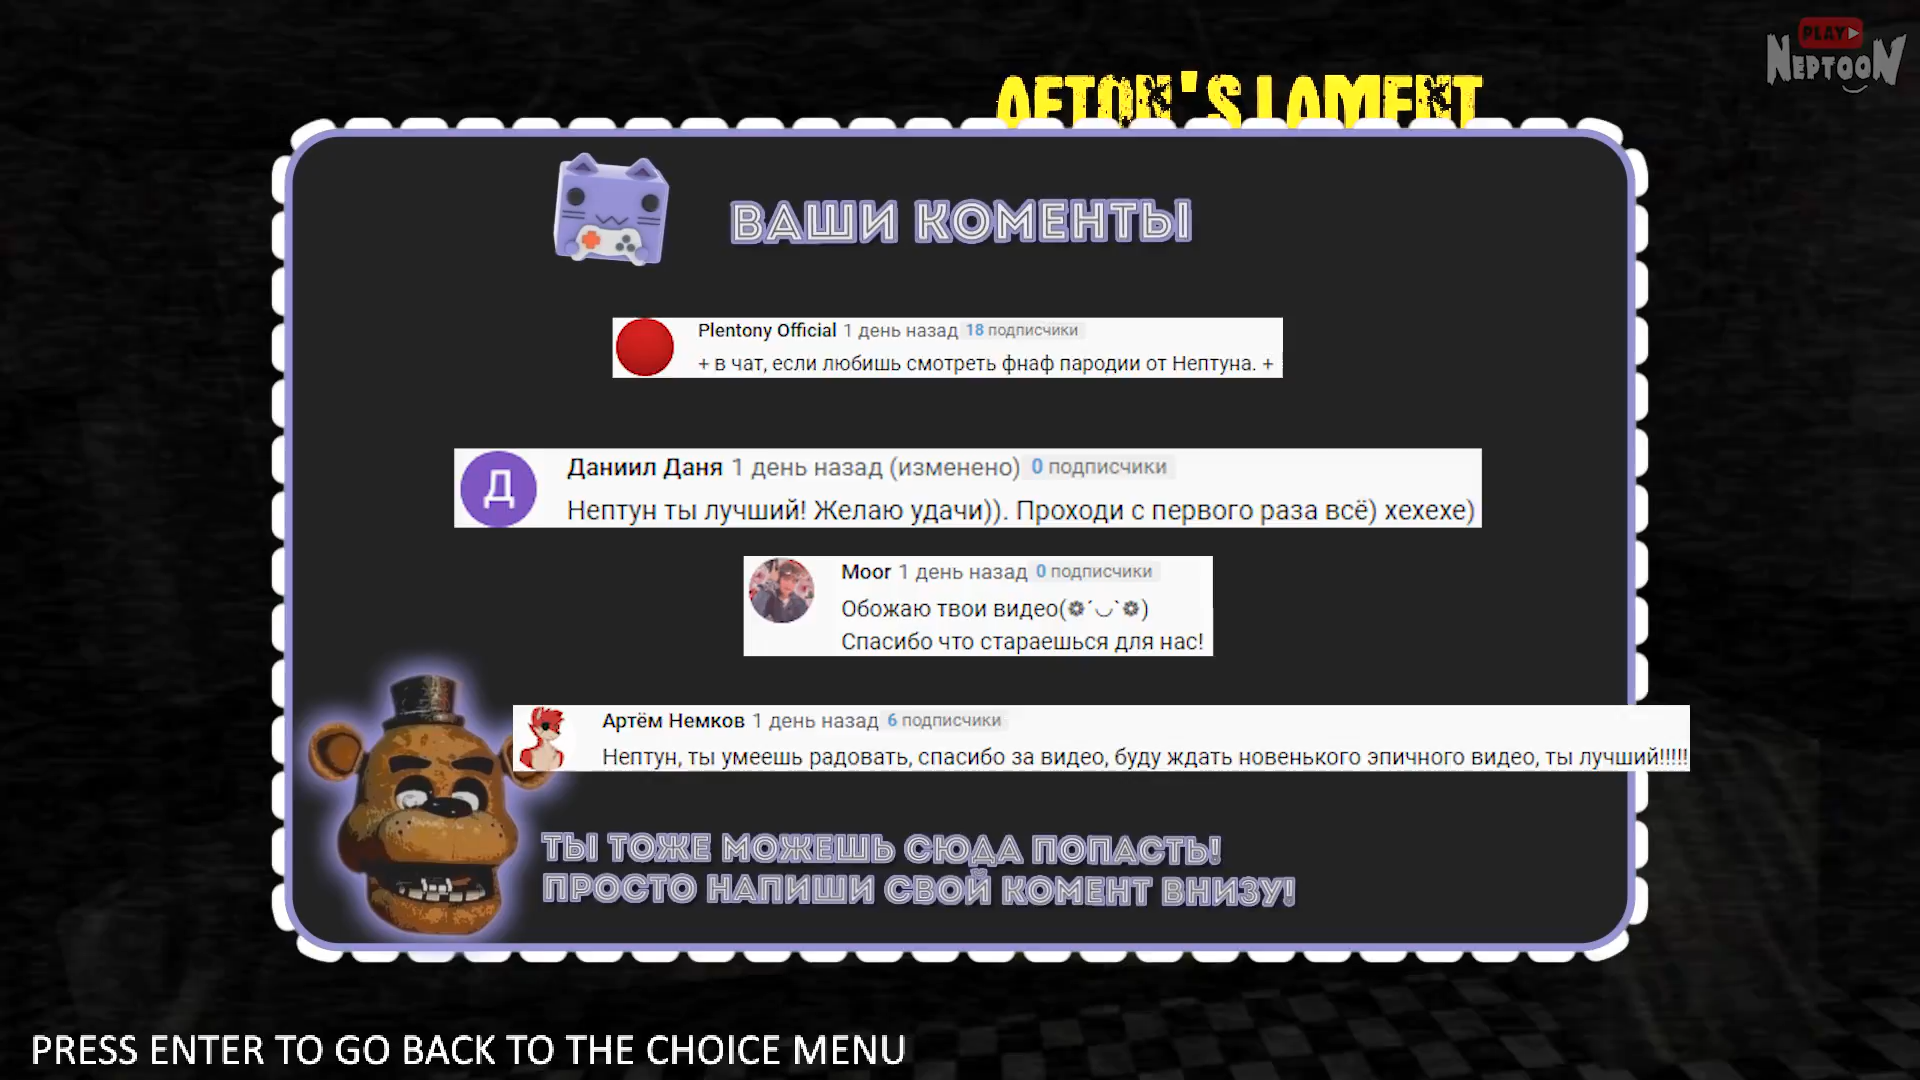 PLAY
NEPTOON
AFTON'S LAMENT
ВАШИ КОМЕНТЫ
Plentony Official 1 день назад 18 подписчики
+ в чат, если любишь смотреть фнаф пародии от Нептуна. +
Д
Даниил Даня 1 день назад (изменено) 0 подписчики
Нептун ты лучший! Желаю удачи)). Проходи с первого раза всё) хехехе)
Moor 1 день назад 0 подписчики
Обожаю твои видео(❁´◡`❁)
Спасибо что стараешься для нас!
Артём Немков 1 день назад 6 подписчики
Нептун, ты умеешь радовать, спасибо за видео, буду ждать новенького эпичного видео, ты лучший!!!!!
ТЫ ТОЖЕ МОЖЕШЬ СЮДА ПОПАСТЬ!
ПРОСТО НАПИШИ СВОЙ КОМЕНТ ВНИЗУ!
PRESS ENTER TO GO BACK TO THE CHOICE MENU